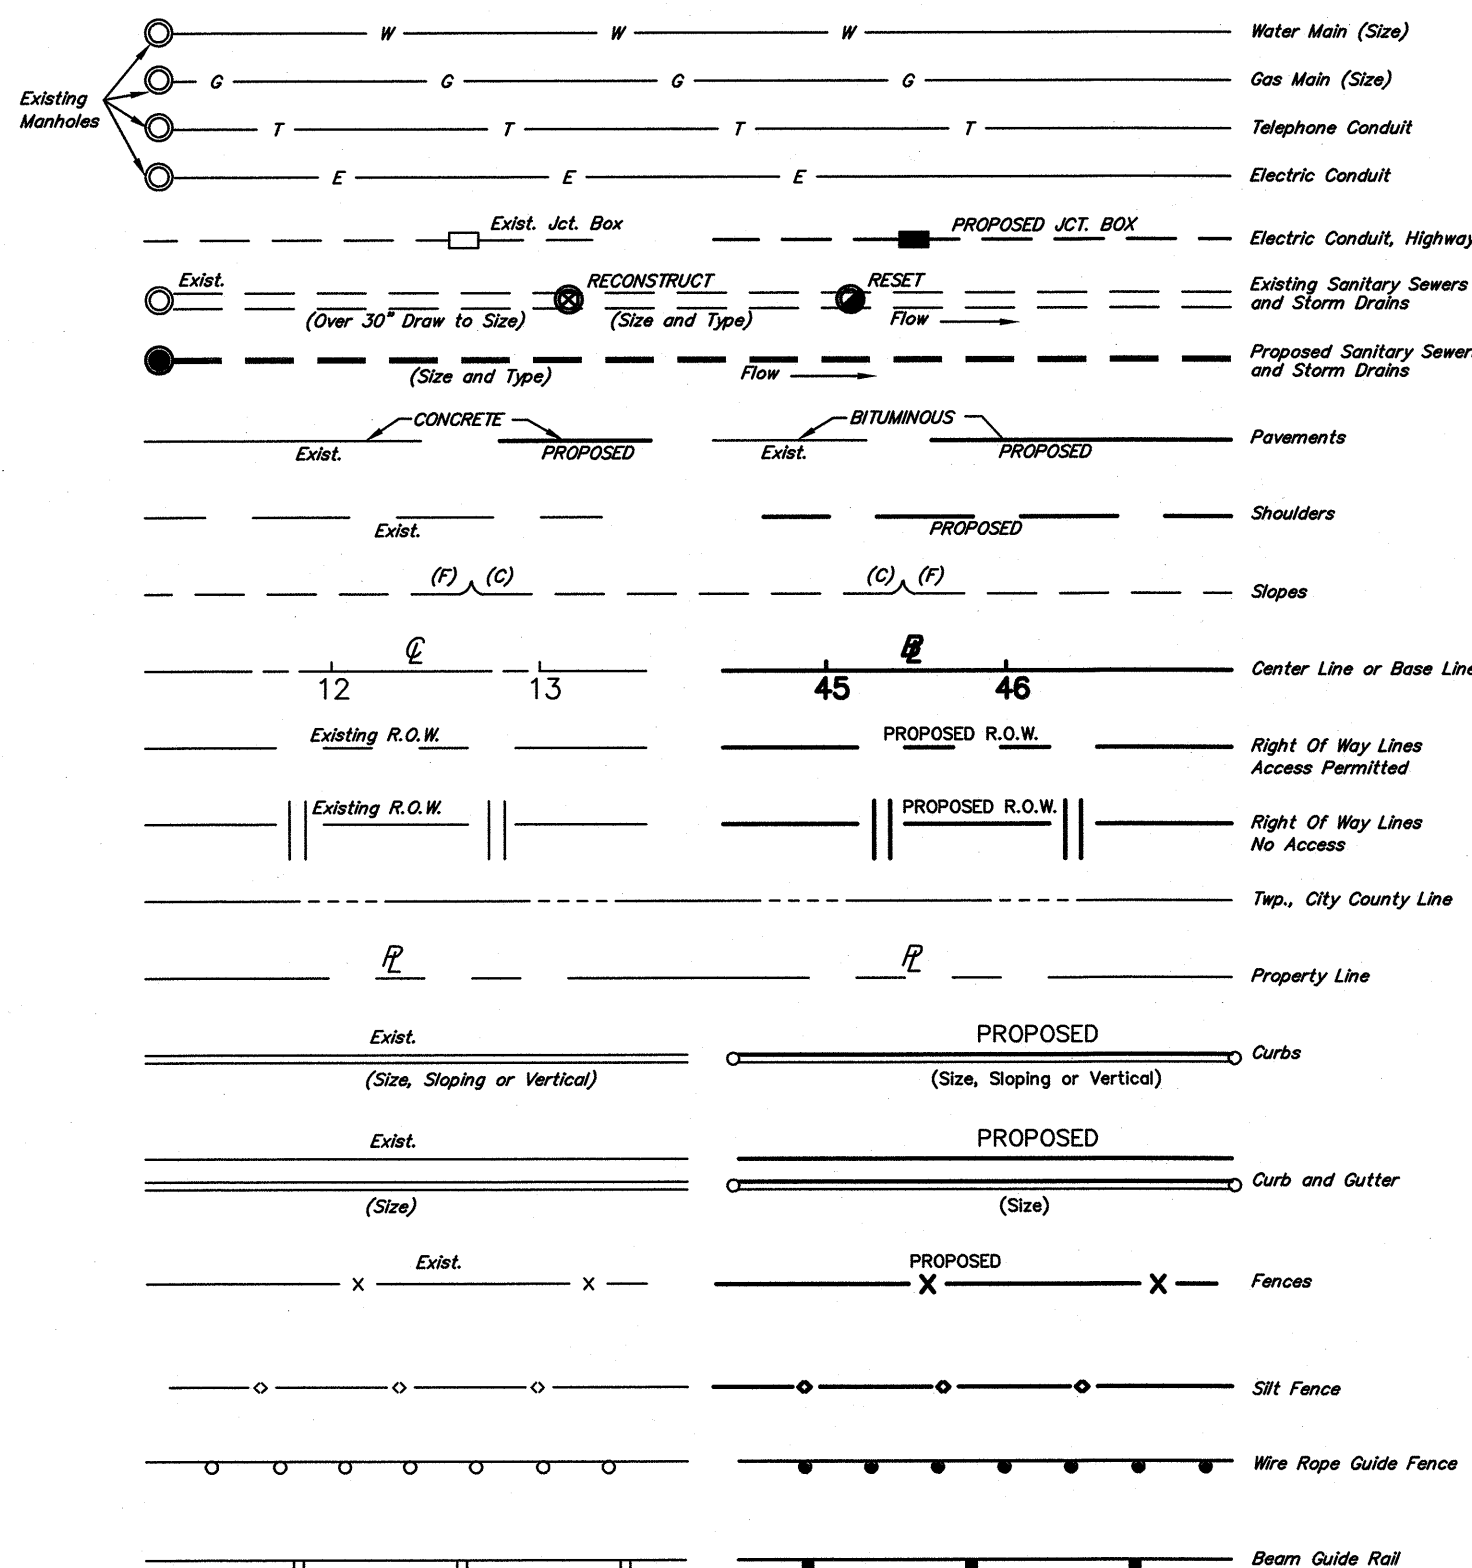 W W W Water Main (Size)
G G G G Gas Main (Size)
Existing
Manholes
T T T T Telephone Conduit
E E E Electric Conduit
Exist. Jct. Box PROPOSED JCT. BOX
Electric Conduit, Highway
Exist. RECONSTRUCT RESET
Existing Sanitary Sewers
and Storm Drains
(Over 30" Draw to Size) (Size and Type) Flow
Proposed Sanitary Sewers
and Storm Drains
(Size and Type) Flow
CONCRETE BITUMINOUS
Pavements
Exist. PROPOSED Exist. PROPOSED
Shoulders
Exist. PROPOSED
(F) (C) (C) (F)
Slopes
CL BL
Center Line or Base Line
12 13 45 46
Existing R.O.W. PROPOSED R.O.W.
Right Of Way Lines
Access Permitted
Existing R.O.W. PROPOSED R.O.W.
Right Of Way Lines
No Access
Twp., City County Line
PL PL
Property Line
Exist. PROPOSED
Curbs
(Size, Sloping or Vertical) (Size, Sloping or Vertical)
Exist. PROPOSED
Curb and Gutter
(Size) (Size)
Exist. PROPOSED
X X X X Fences
Silt Fence
Wire Rope Guide Fence
Beam Guide Rail